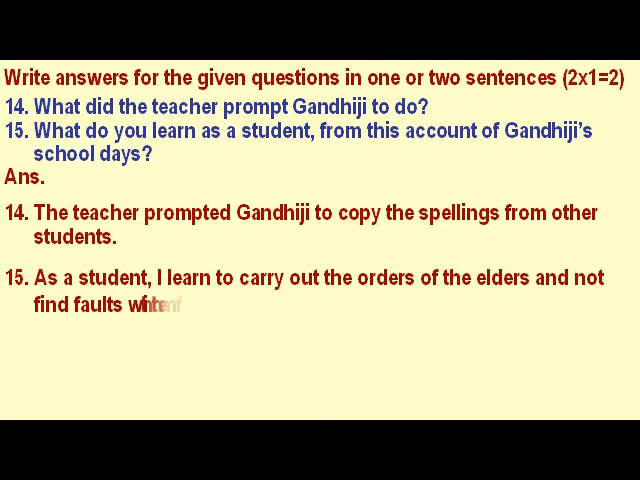 Write answers for the given questions in one or two sentences (2x1=2)
14. What did the teacher prompt Gandhiji to do?
15. What do you learn as a student, from this account of Gandhiji's
school days?
Ans.
14. The teacher prompted Gandhiji to copy the spellings from other
students.
15. As a student, I learn to carry out the orders of the elders and not
find faults